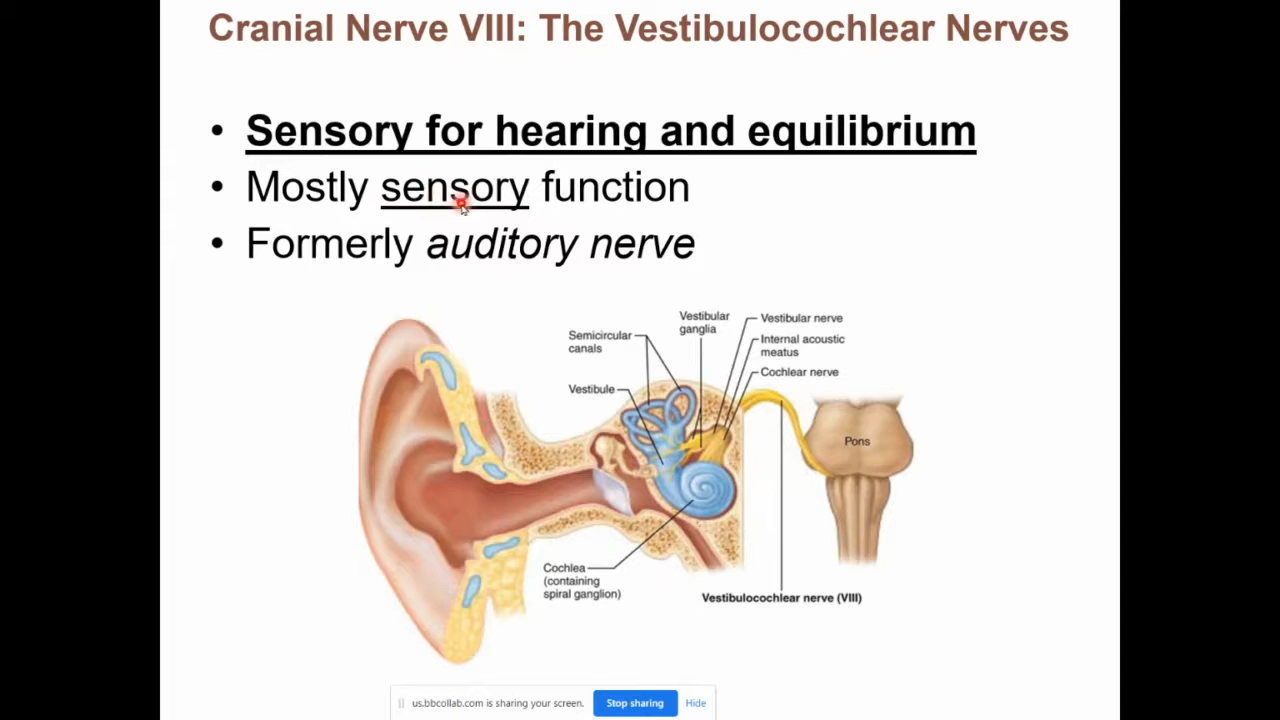 Cranial Nerve VIII: The Vestibulocochlear Nerves
• Sensory for hearing and equilibrium
• Mostly sensory function
• Formerly auditory nerve
Semicircular
canals
Vestibular
ganglia
Vestibular nerve
Internal acoustic
meatus
Cochlear nerve
Vestibule
Pons
Cochlea
(containing
spiral ganglion)
Vestibulocochlear nerve (VIII)
us.bbcollab.com is sharing your screen.
Stop sharing
Hide